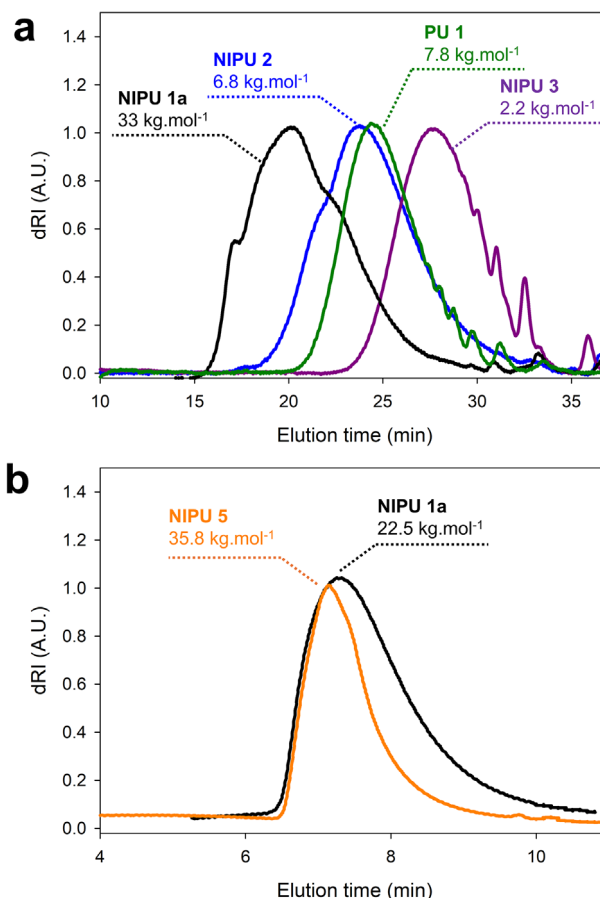 a
PU 1
7.8 kg.mol⁻¹
NIPU 2
6.8 kg.mol⁻¹
NIPU 1a
33 kg.mol⁻¹
NIPU 3
2.2 kg.mol⁻¹
1.4
1.2
1.0
0.8
0.6
0.4
0.2
0.0
dRI (A.U.)
10 15 20 25 30 35
Elution time (min)
b
NIPU 5
35.8 kg.mol⁻¹
NIPU 1a
22.5 kg.mol⁻¹
1.4
1.2
1.0
0.8
0.6
0.4
0.2
0.0
dRI (A.U.)
4 6 8 10
Elution time (min)